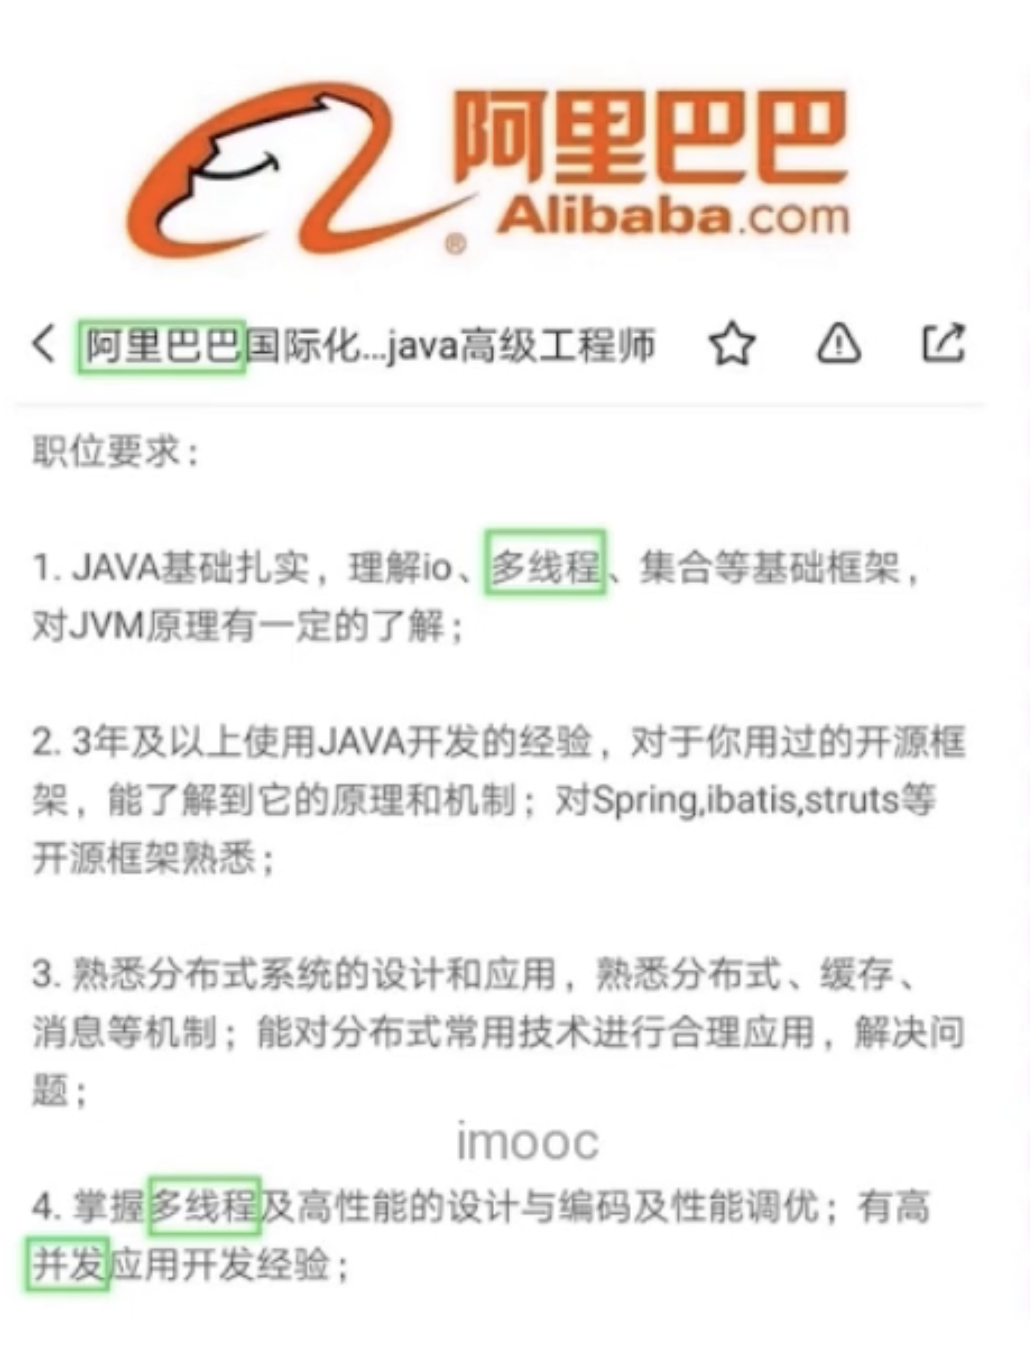 阿里巴巴
Alibaba.com
®
阿里巴巴国际化...java高级工程师
职位要求：
1. JAVA基础扎实，理解io、多线程、集合等基础框架，
对JVM原理有一定的了解；
2. 3年及以上使用JAVA开发的经验，对于你用过的开源框
架，能了解到它的原理和机制；对Spring,ibatis,struts等
开源框架熟悉；
3. 熟悉分布式系统的设计和应用，熟悉分布式、缓存、
消息等机制；能对分布式常用技术进行合理应用，解决问
题；
imooc
4. 掌握多线程及高性能的设计与编码及性能调优；有高
并发应用开发经验；